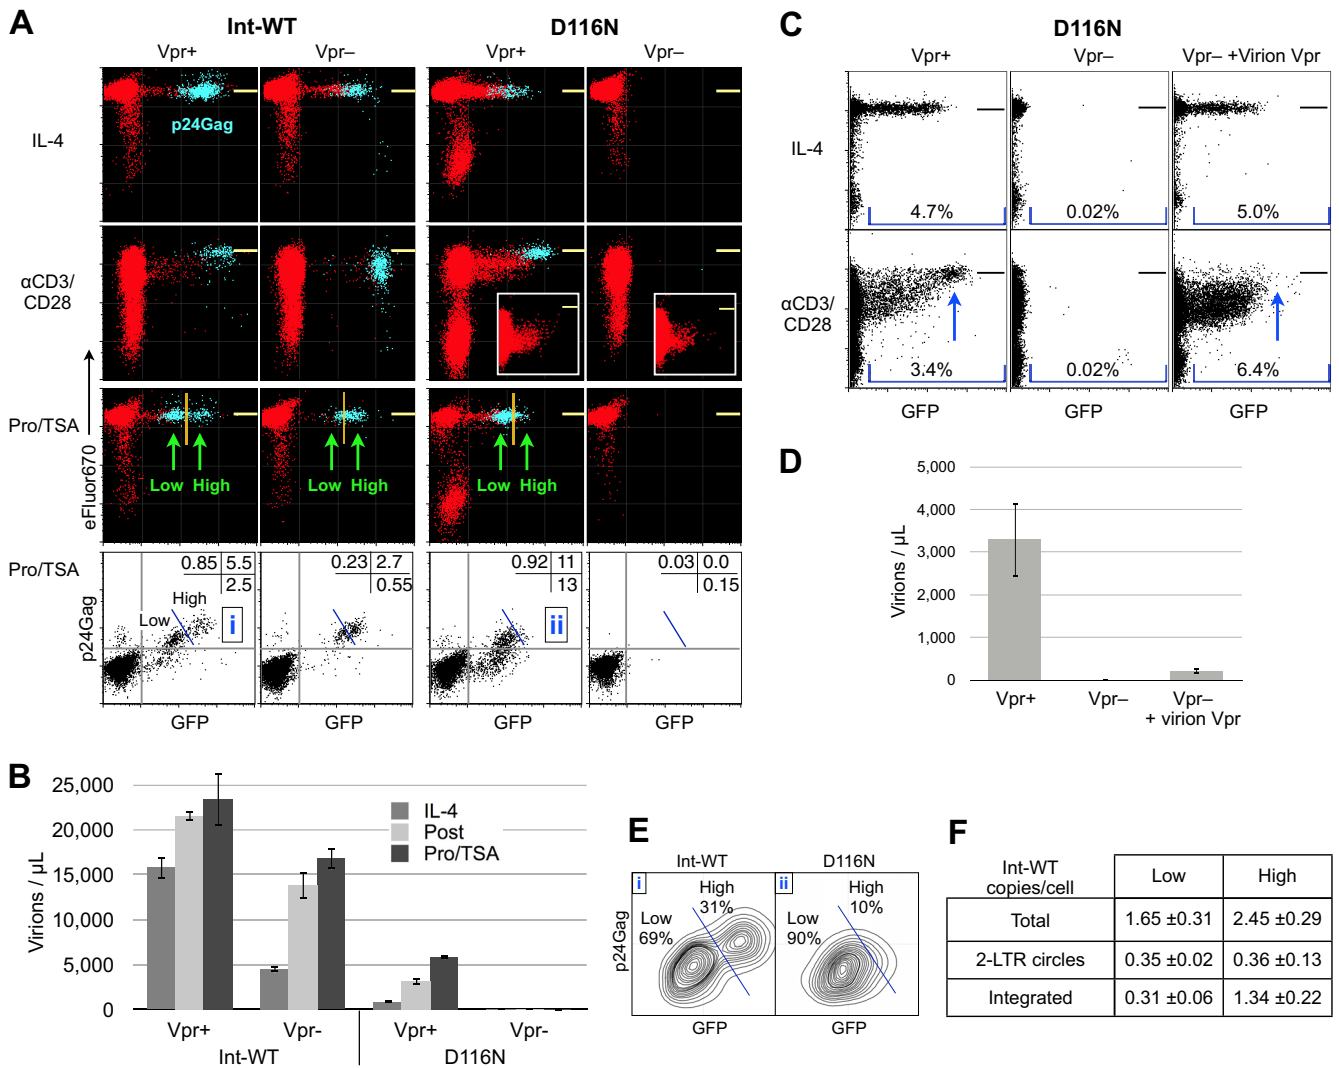 A
Int-WT
D116N
Vpr+
Vpr–
Vpr+
Vpr–
IL-4
p24Gag
αCD3/
CD28
Pro/TSA
Low High
Low High
Low High
eFluor670
Pro/TSA
0.85 5.5
2.5
0.23 2.7
0.55
0.92 11
13
0.03 0.0
0.15
High
Low
i
ii
p24Gag
GFP
GFP
GFP
GFP
B
25,000
20,000
15,000
10,000
5,000
0
Virions / µL
IL-4
Post
Pro/TSA
Vpr+
Vpr-
Vpr+
Vpr-
Int-WT
D116N
C
D116N
Vpr+
Vpr–
Vpr– +Virion Vpr
IL-4
4.7%
0.02%
5.0%
αCD3/
CD28
3.4%
0.02%
6.4%
GFP
GFP
GFP
D
5,000
4,000
3,000
2,000
1,000
0
Virions / µL
Vpr+
Vpr–
Vpr–
+ virion Vpr
E
Int-WT
D116N
i
High
31%
Low
69%
ii
High
10%
Low
90%
p24Gag
GFP
GFP
F
Int-WT
copies/cell
Low
High
Total
1.65 ±0.31
2.45 ±0.29
2-LTR circles
0.35 ±0.02
0.36 ±0.13
Integrated
0.31 ±0.06
1.34 ±0.22